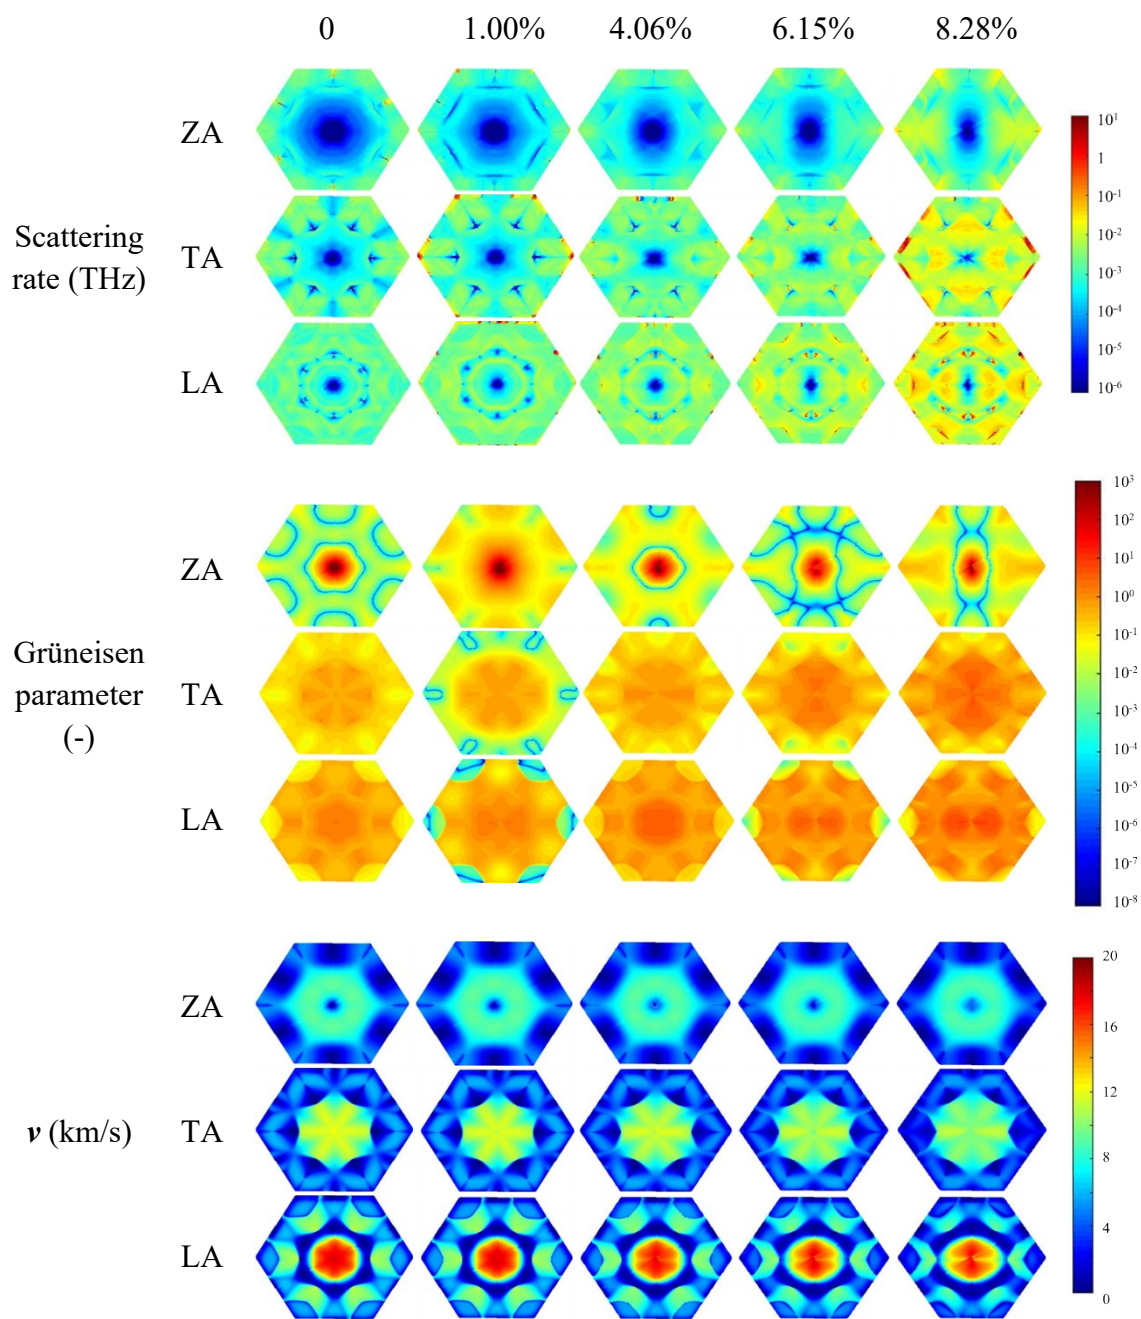 0 1.00% 4.06% 6.15% 8.28%
ZA
Scattering
rate (THz)
TA
LA
10¹
1
10⁻¹
10⁻²
10⁻³
10⁻⁴
10⁻⁵
10⁻⁶
ZA
Grüneisen
parameter
(-)
TA
LA
10³
10²
10¹
10⁰
10⁻¹
10⁻²
10⁻³
10⁻⁴
10⁻⁵
10⁻⁶
10⁻⁷
10⁻⁸
ZA
v (km/s)
TA
LA
20
16
12
8
4
0